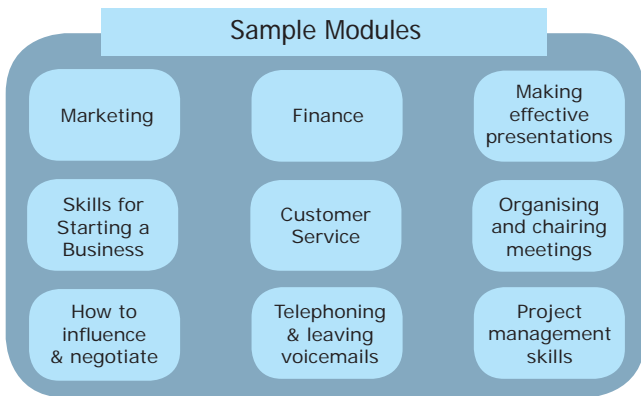 Sample Modules
Marketing
Finance
Making
effective
presentations
Skills for
Starting a
Business
Customer
Service
Organising
and chairing
meetings
How to
influence
& negotiate
Telephoning
& leaving
voicemails
Project
management
skills